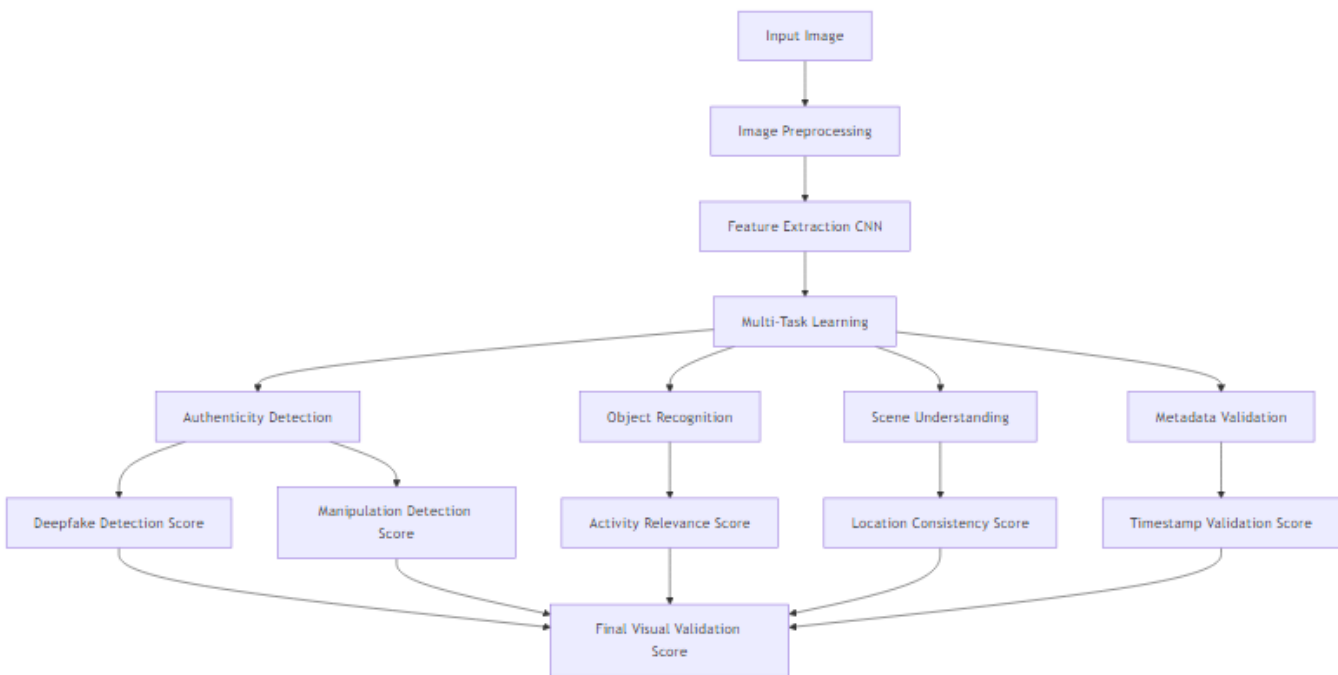 Input Image
Image Preprocessing
Feature Extraction CNN
Multi-Task Learning
Authenticity Detection
Object Recognition
Scene Understanding
Metadata Validation
Deepfake Detection Score
Manipulation Detection
Score
Activity Relevance Score
Location Consistency Score
Timestamp Validation Score
Final Visual Validation
Score